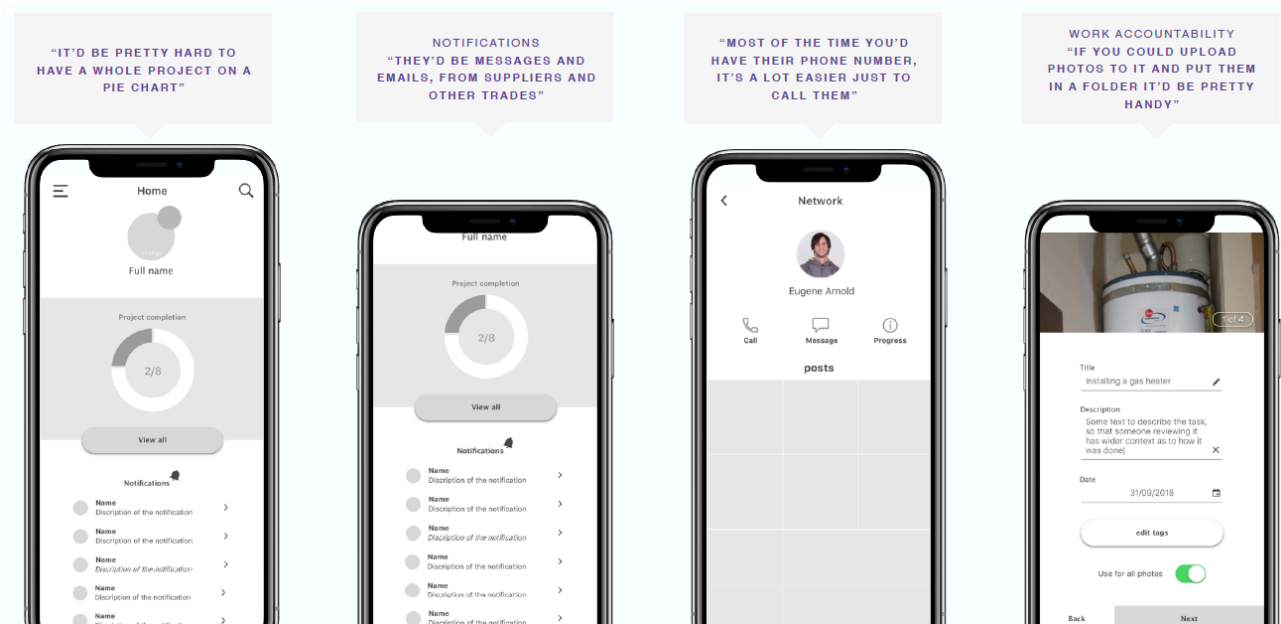 “IT’D BE PRETTY HARD TO
HAVE A WHOLE PROJECT ON A
PIE CHART”
Home
Full name
Project completion
2/8
View all
Notifications
Name
Discription of the notification
Name
Discription of the notification
Name
Discription of the notification
Name
Discription of the notification
Name
NOTIFICATIONS
“THEY’D BE MESSAGES AND
EMAILS, FROM SUPPLIERS AND
OTHER TRADES”
Full name
Project completion
2/8
View all
Notifications
Name
Discription of the notification
Name
Discription of the notification
Name
Discription of the notification
Name
Discription of the notification
Name
Discription of the notification
Name
Discription of the notification
“MOST OF THE TIME YOU’D
HAVE THEIR PHONE NUMBER,
IT’S A LOT EASIER JUST TO
CALL THEM”
Network
Eugene Arnold
Call Message Progress
posts
WORK ACCOUNTABILITY
“IF YOU COULD UPLOAD
PHOTOS TO IT AND PUT THEM
IN A FOLDER IT’D BE PRETTY
HANDY”
1 of 4
Title
Installing a gas heater
Description
Some text to describe the task,
so that someone reviewing it
has wider context as to how it
was done
Date
31/09/2018
edit tags
Use for all photos
Back Next